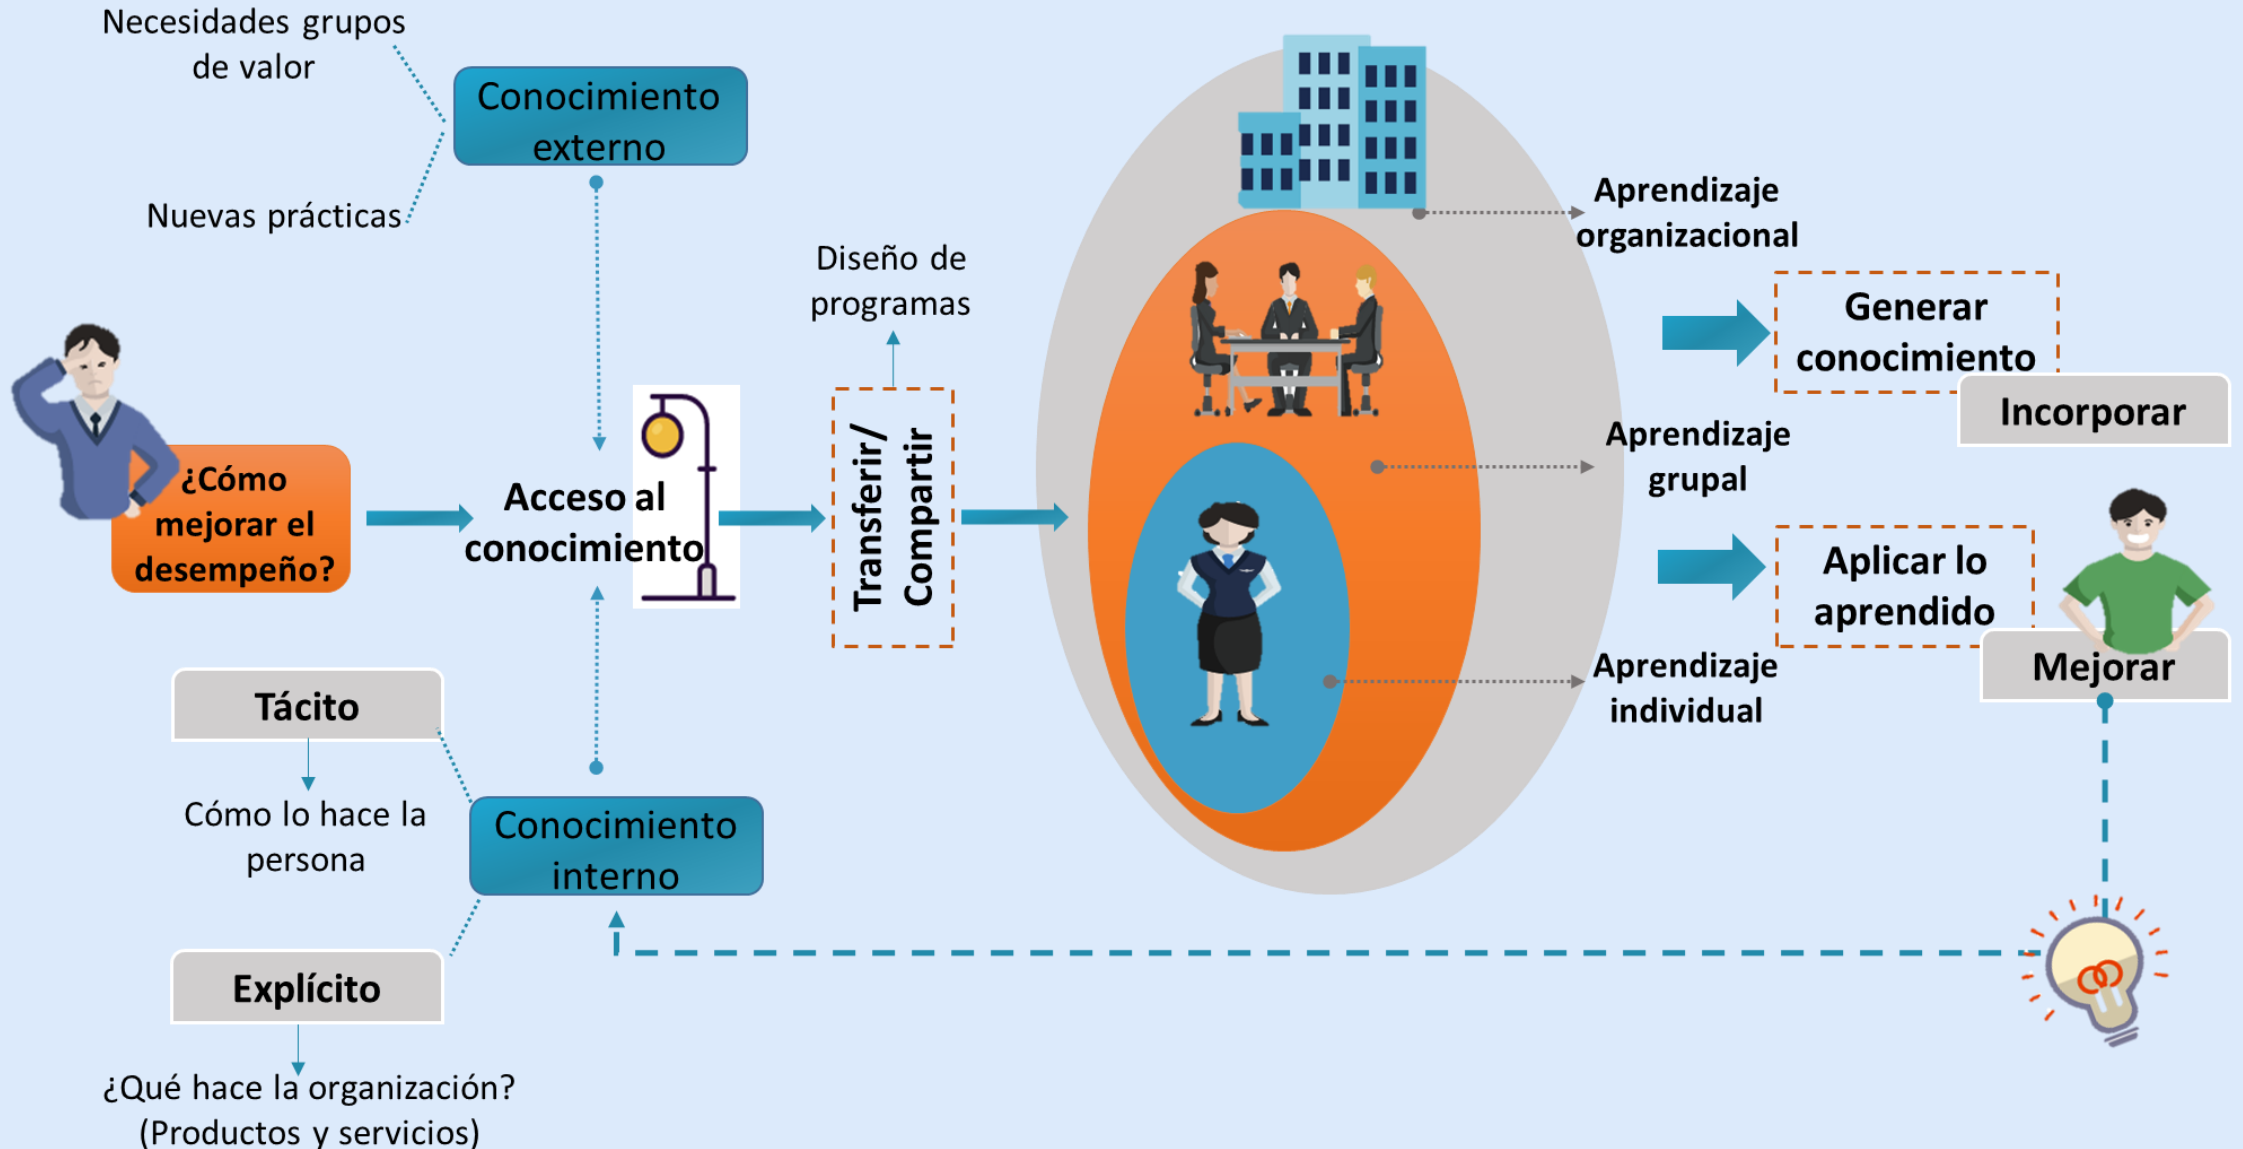 Necesidades grupos
de valor
Conocimiento
externo
Nuevas prácticas
Diseño de
programas
¿Cómo
mejorar el
desempeño?
Acceso al
conocimiento
Transferir/
Compartir
Aprendizaje
organizacional
Generar
conocimiento
Incorporar
Aprendizaje
grupal
Aplicar lo
aprendido
Mejorar
Aprendizaje
individual
Tácito
Cómo lo hace la
persona
Conocimiento
interno
Explícito
¿Qué hace la organización?
(Productos y servicios)